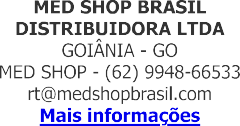 MED SHOP BRASIL
DISTRIBUIDORA LTDA
GOIÂNIA - GO
MED SHOP - (62) 9948-66533
rt@medshopbrasil.com
Mais informações